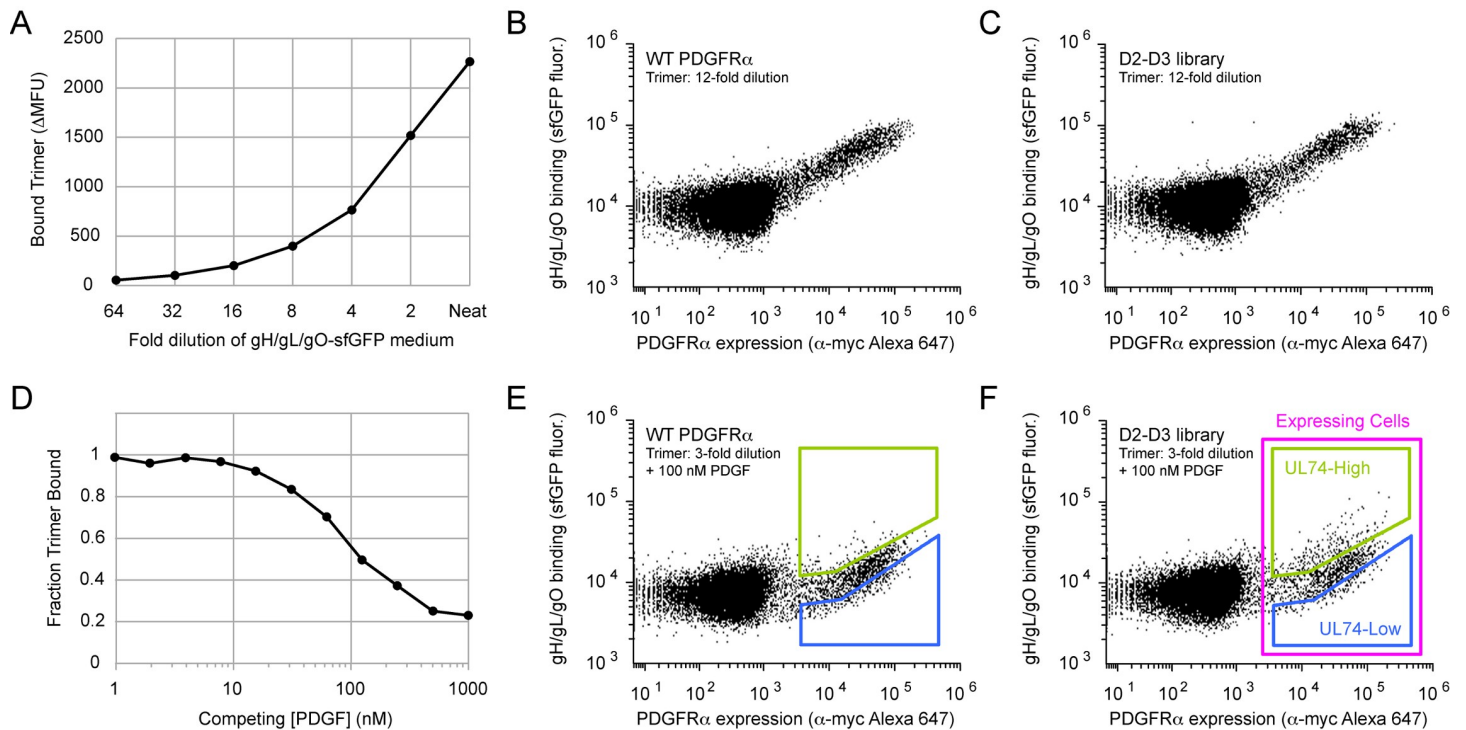 A
2500
2000
1500
1000
500
0
Bound Trimer (ΔMFU)
64 32 16 8 4 2 Neat
Fold dilution of gH/gL/gO-sfGFP medium
B
WT PDGFRα
Trimer: 12-fold dilution
10 6
10 5
10 4
10 3
gH/gL/gO binding (sfGFP fluor.)
10 1 10 2 10 3 10 4 10 5 10 6
PDGFRα expression (α-myc Alexa 647)
C
D2-D3 library
Trimer: 12-fold dilution
10 6
10 5
10 4
10 3
gH/gL/gO binding (sfGFP fluor.)
10 1 10 2 10 3 10 4 10 5 10 6
PDGFRα expression (α-myc Alexa 647)
D
1
0.8
0.6
0.4
0.2
0
Fraction Trimer Bound
1 10 100 1000
Competing [PDGF] (nM)
E
WT PDGFRα
Trimer: 3-fold dilution
+ 100 nM PDGF
10 6
10 5
10 4
10 3
gH/gL/gO binding (sfGFP fluor.)
10 1 10 2 10 3 10 4 10 5 10 6
PDGFRα expression (α-myc Alexa 647)
F
D2-D3 library
Trimer: 3-fold dilution
+ 100 nM PDGF
Expressing Cells
UL74-High
UL74-Low
10 6
10 5
10 4
10 3
gH/gL/gO binding (sfGFP fluor.)
10 1 10 2 10 3 10 4 10 5 10 6
PDGFRα expression (α-myc Alexa 647)